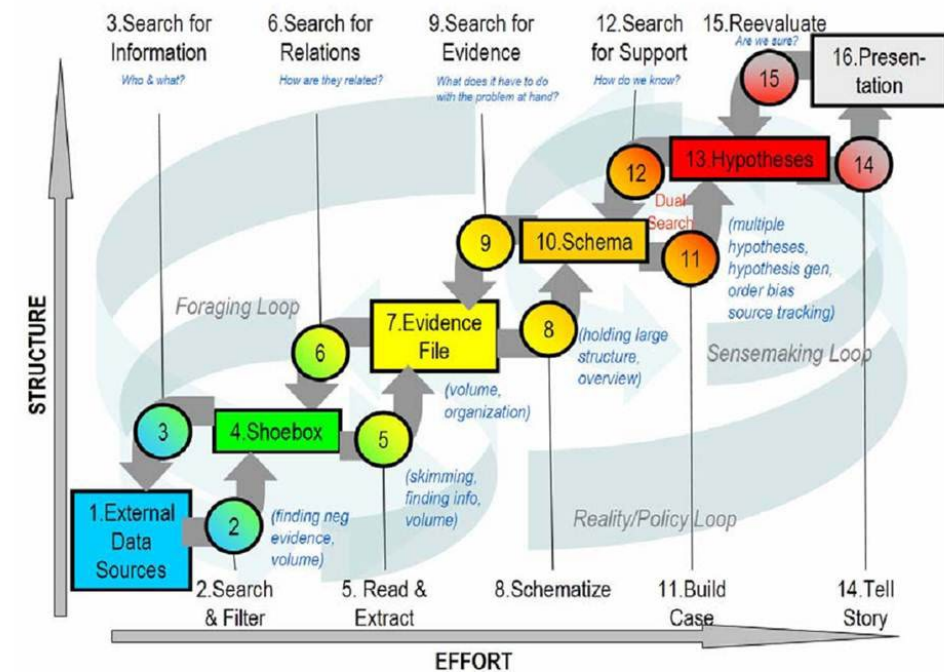 3.Search for
Information
Who & what?
6.Search for
Relations
How are they related?
9.Search for
Evidence
What does it have to do
with the problem at hand?
12.Search
for Support
How do we know?
15.Reevaluate
Are we sure?
15
16.Presen-
tation
13.Hypotheses
14
12
Dual
Search
11
(multiple
hypotheses,
hypothesis gen,
order bias
source tracking)
10.Schema
9
8
(holding large
structure,
overview)
Foraging Loop
Sensemaking Loop
7.Evidence
File
6
(volume,
organization)
3
4.Shoebox
5
(skimming,
finding info,
volume)
1.External
Data
Sources
2
(finding neg
evidence,
volume)
Reality/Policy Loop
2.Search
& Filter
5. Read &
Extract
8.Schematize
11.Build
Case
14.Tell
Story
STRUCTURE
EFFORT